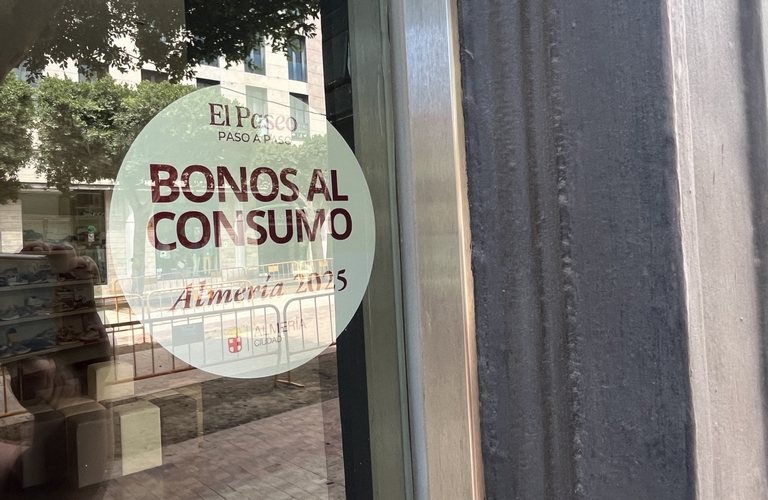 El Paseo
PASO A PASO
BONOS AL
CONSUMO
Almería 2025
ALMERÍA
CIUDAD